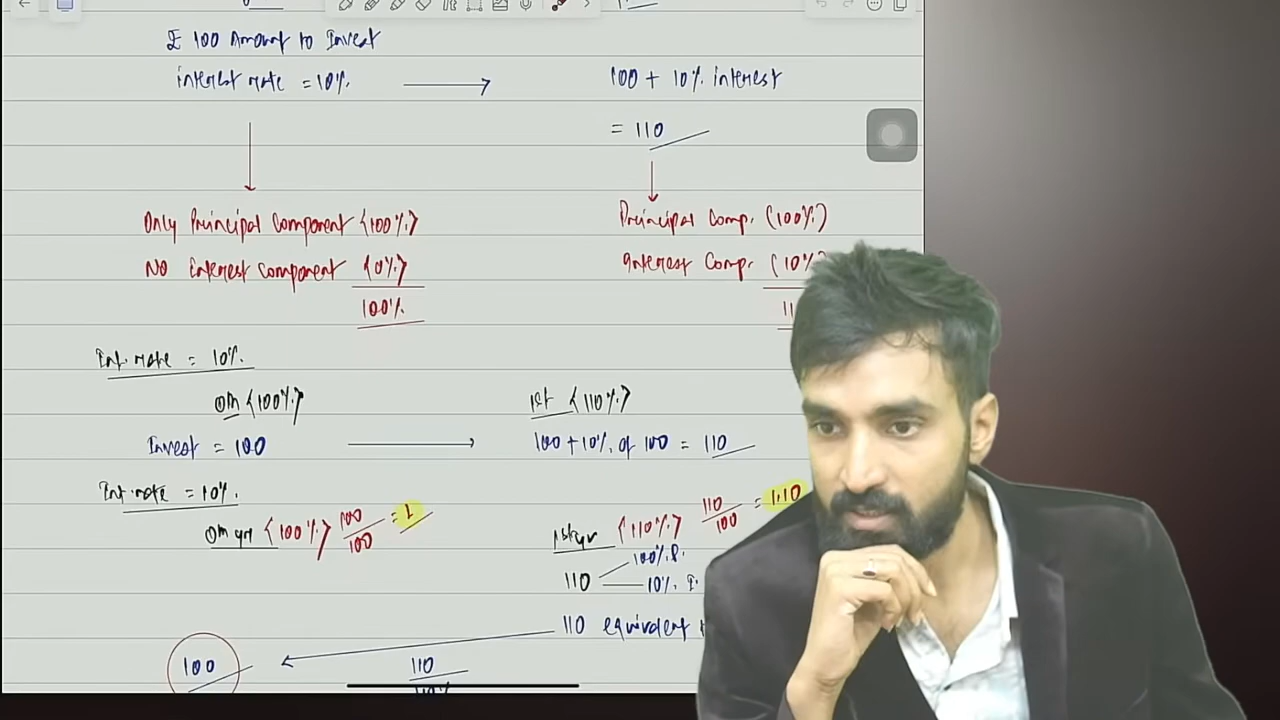 £ 100 Amount to Invest
interest rate = 10%. 100 + 10% interest
= 110
Only Principal Component {100%} Principal Comp. (100%)
No Interest Component {0%} Interest Comp. (10%
100% 11
Int. rate = 10%.
{100%} 1st {110%}
Invest = 100 100 + 10% of 100 = 110
Int. rate = 10%.
yr {100%} 100/100 = 1 1st yr {110%} 110/100 = 1.10
110 100% P.
10% I.
110 equivalent
100 110